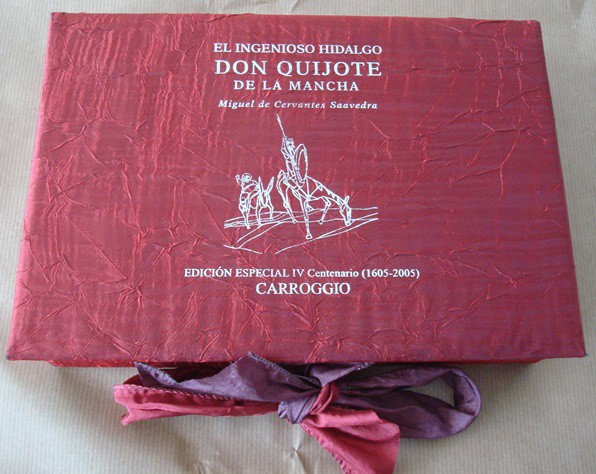 EL INGENIOSO HIDALGO
DON QUIJOTE
DE LA MANCHA
Miguel de Cervantes Saavedra
EDICIÓN ESPECIAL IV Centenario (1605-2005)
CARROGGIO